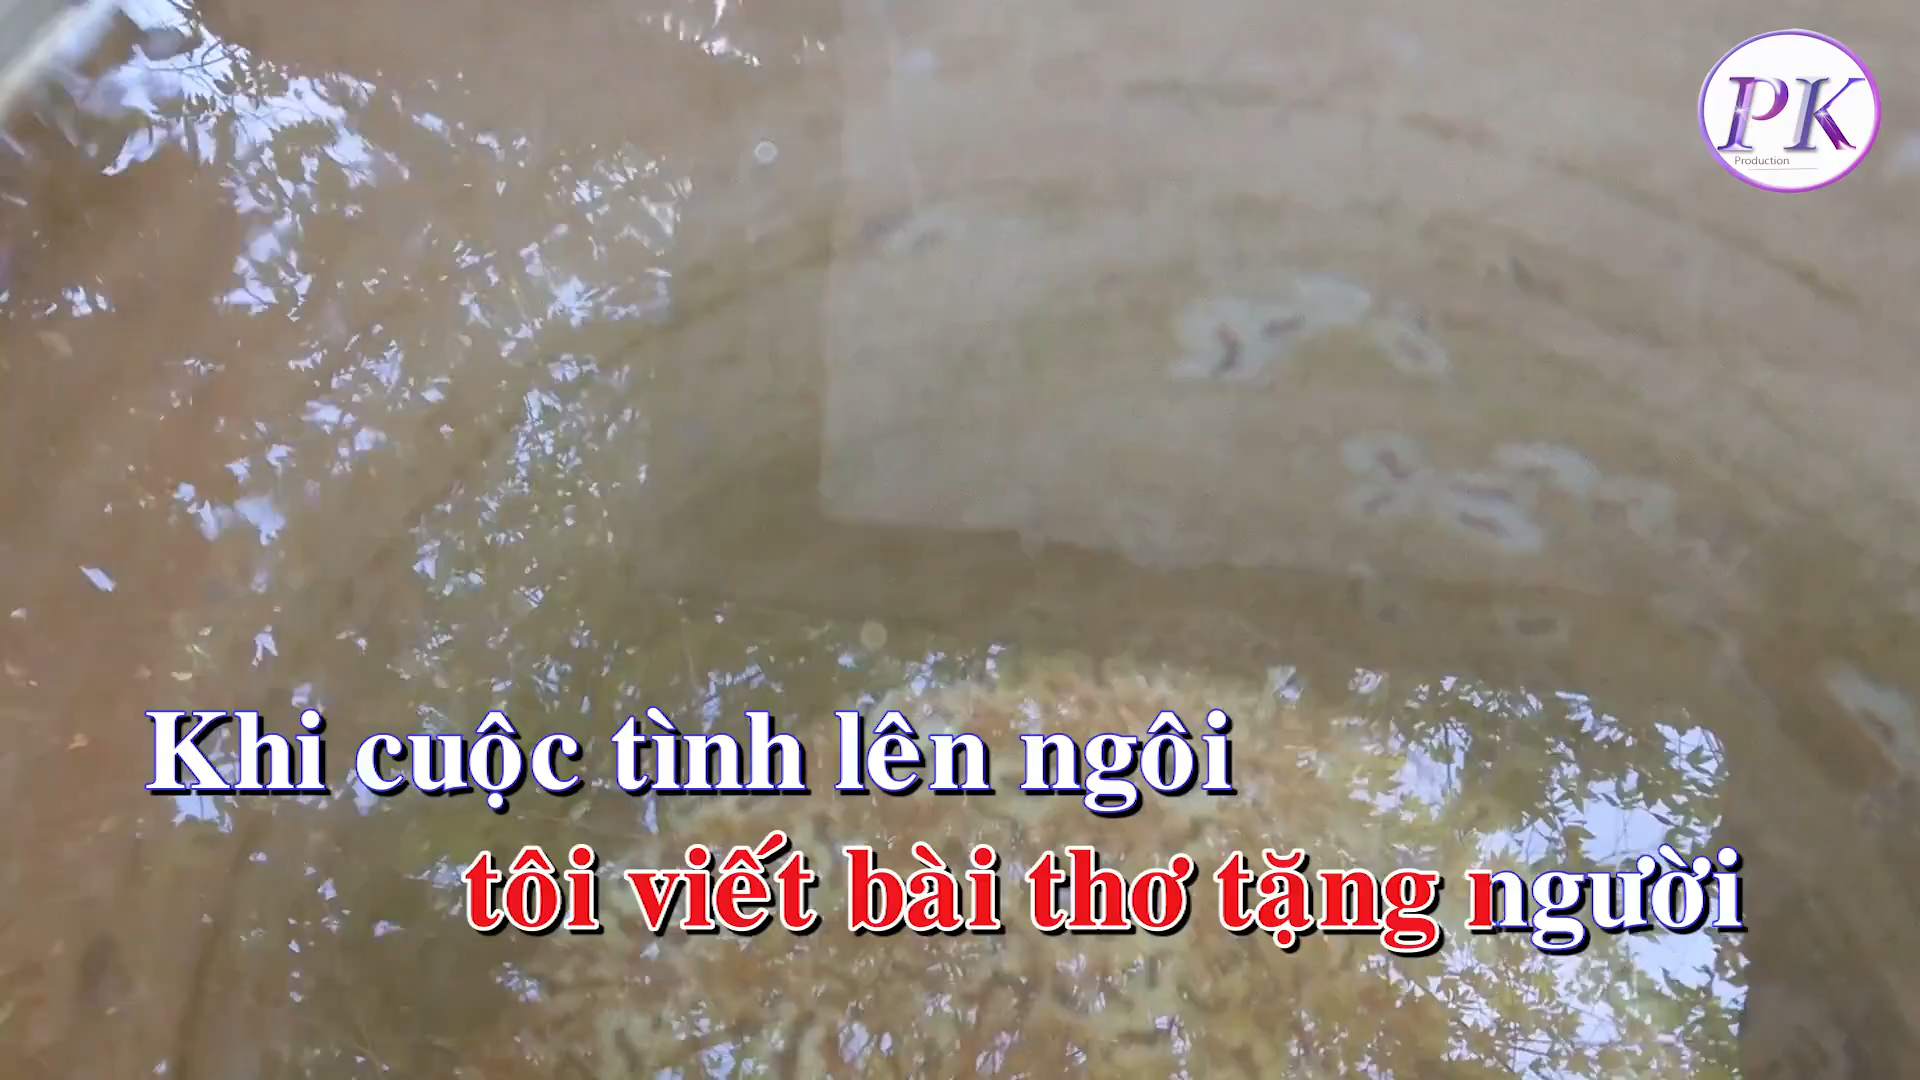 PK
Production
Khi cuộc tình lên ngôi
tôi viết bài thơ tặng người